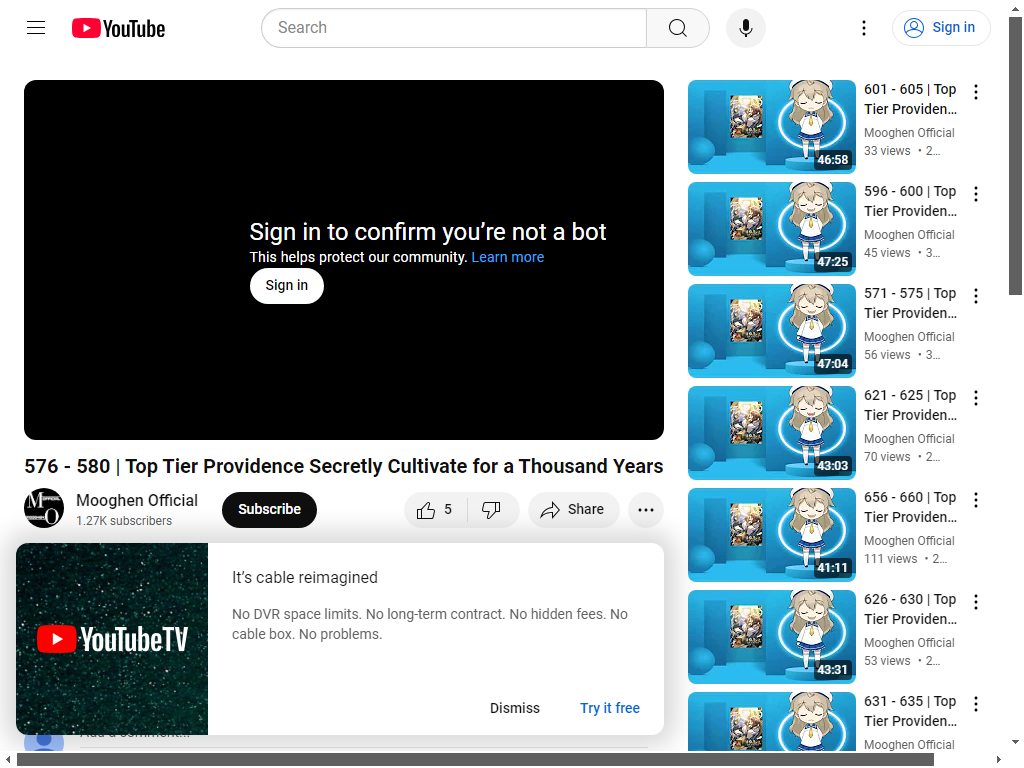 YouTube
Search
Sign in
Sign in to confirm you're not a bot
This helps protect our community. Learn more
Sign in
576 - 580 | Top Tier Providence Secretly Cultivate for a Thousand Years
Mooghen Official
1.27K subscribers
Subscribe
5
Share
It's cable reimagined
No DVR space limits. No long-term contract. No hidden fees. No
cable box. No problems.
YouTubeTV
Dismiss
Try it free
Add a comment...
46:58
601 - 605 | Top
Tier Providen...
Mooghen Official
33 views • 2...
47:25
596 - 600 | Top
Tier Providen...
Mooghen Official
45 views • 3...
47:04
571 - 575 | Top
Tier Providen...
Mooghen Official
56 views • 3...
43:03
621 - 625 | Top
Tier Providen...
Mooghen Official
70 views • 2...
41:11
656 - 660 | Top
Tier Providen...
Mooghen Official
111 views • 2...
43:31
626 - 630 | Top
Tier Providen...
Mooghen Official
53 views • 2...
631 - 635 | Top
Tier Providen...
Mooghen Official